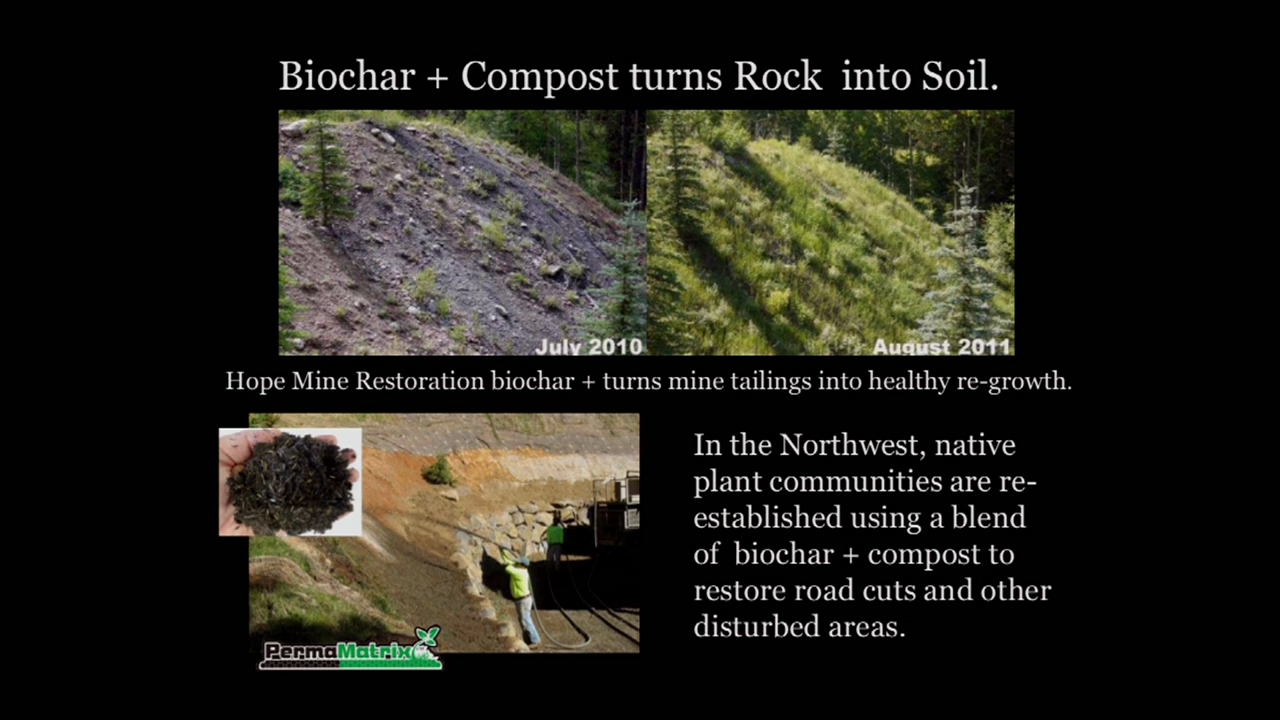 Biochar + Compost turns Rock into Soil.
July 2010
August 2011
Hope Mine Restoration biochar + turns mine tailings into healthy re-growth.
In the Northwest, native
plant communities are re-
established using a blend
of biochar + compost to
restore road cuts and other
disturbed areas.
PermaMatrix